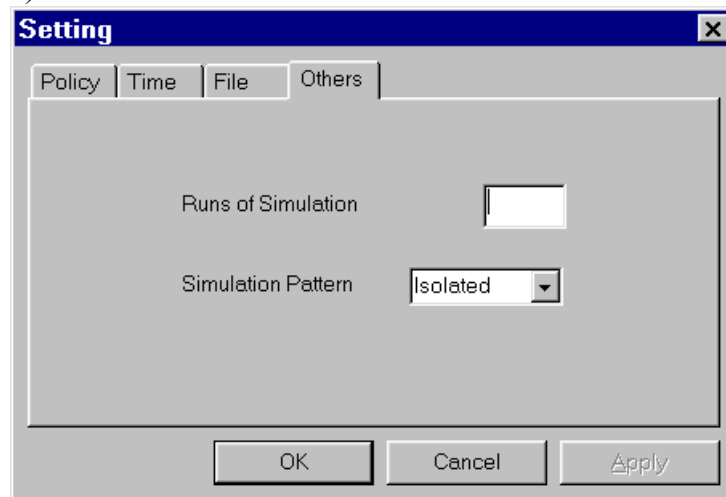 Setting
Policy Time File Others
Runs of Simulation
Simulation Pattern Isolated
OK Cancel Apply